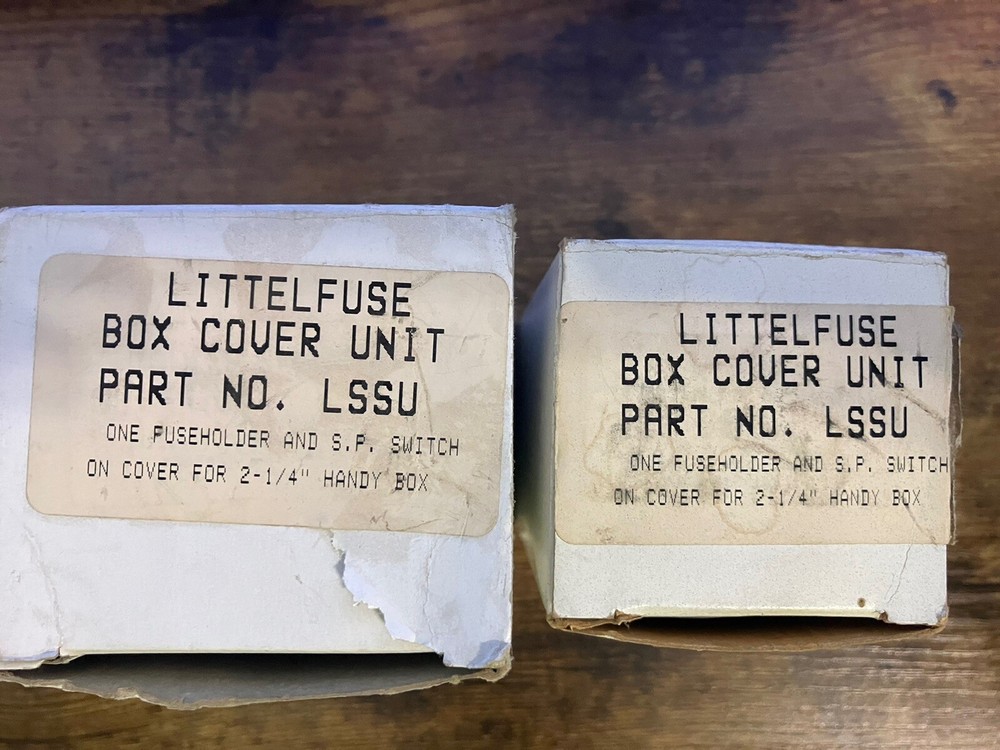 LITTELFUSE
BOX COVER UNIT
PART NO. LSSU
ONE FUSEHOLDER AND S.P. SWITCH
ON COVER FOR 2-1/4" HANDY BOX
LITTELFUSE
BOX COVER UNIT
PART NO. LSSU
ONE FUSEHOLDER AND S.P. SWITCH
ON COVER FOR 2-1/4" HANDY BOX